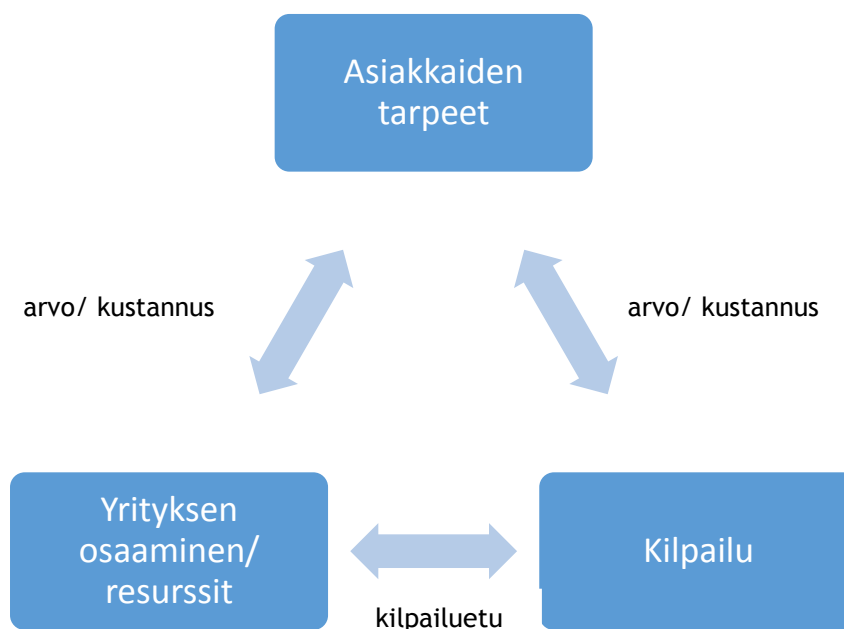 Asiakkaiden
tarpeet
arvo/ kustannus
arvo/ kustannus
Yrityksen
osaaminen/
resurssit
Kilpailu
kilpailuetu